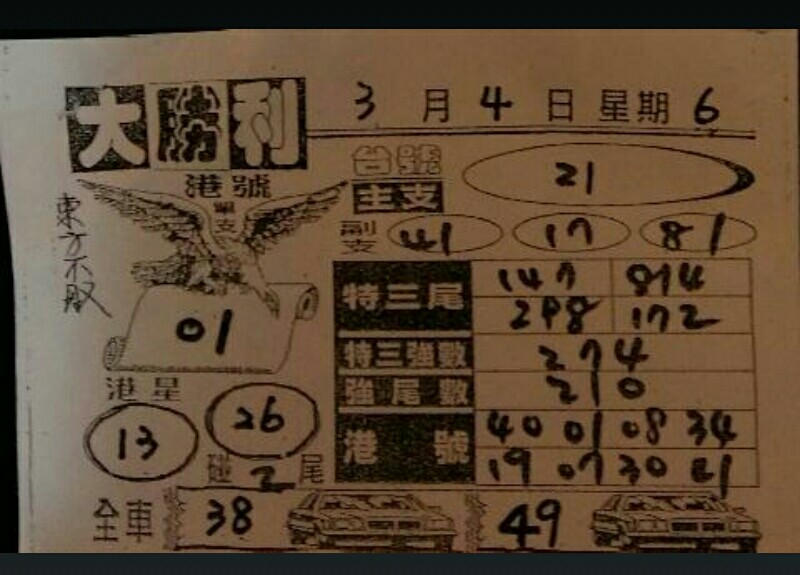 大勝利 3月4日星期6
港號
單支
01
東方不敗
台號
主支 21
副支 41 17 81
特三尾 147 814
298 172
特三強數 274
強尾數 210
港號 40 01 08 34
19 07 30 21
港星
13 26
碰2尾
全車 38 49